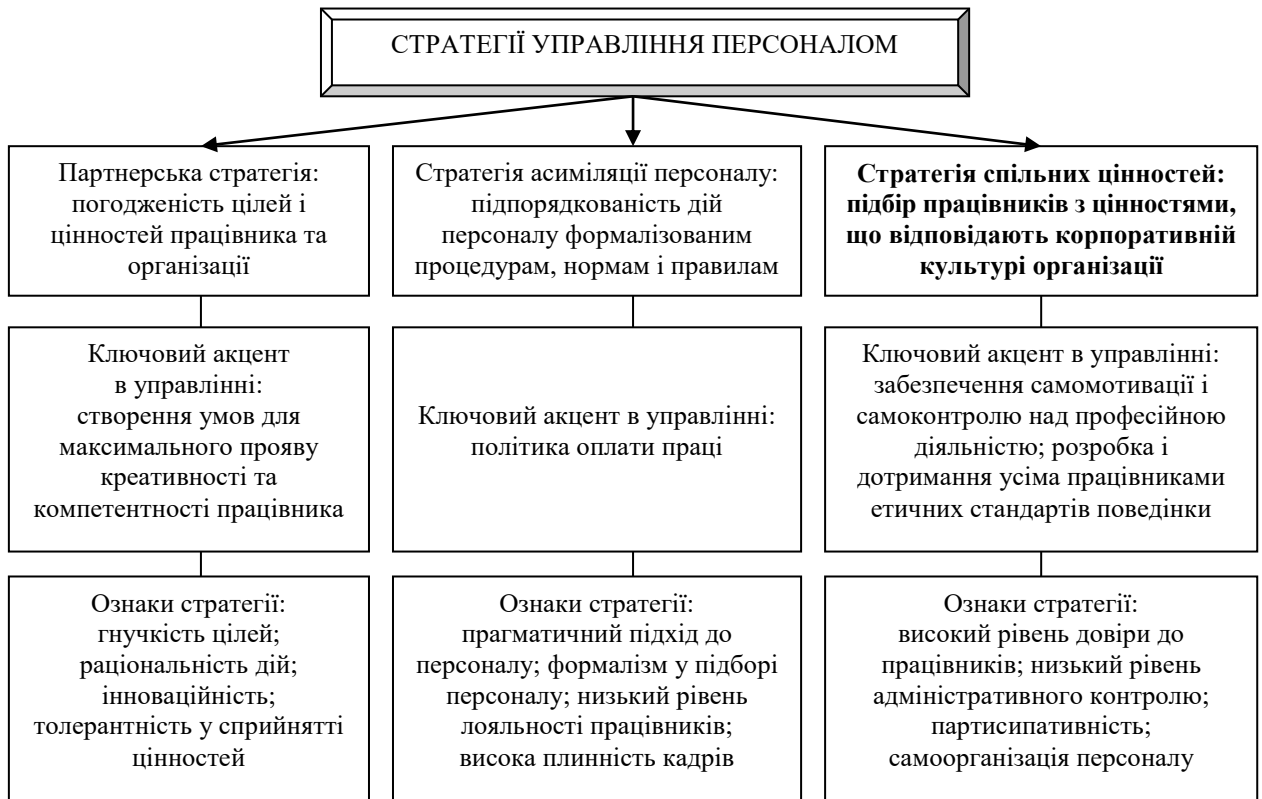 СТРАТЕГІЇ УПРАВЛІННЯ ПЕРСОНАЛОМ
Партнерська стратегія:
погодженість цілей і
цінностей працівника та
організації
Стратегія асиміляції персоналу:
підпорядкованість дій
персоналу формалізованим
процедурам, нормам і правилам
Стратегія спільних цінностей:
підбір працівників з цінностями,
що відповідають корпоративній
культурі організації
Ключовий акцент
в управлінні:
створення умов для
максимального прояву
креативності та
компетентності працівника
Ключовий акцент в управлінні:
політика оплати праці
Ключовий акцент в управлінні:
забезпечення самомотивації і
самоконтролю над професійною
діяльністю; розробка і
дотримання усіма працівниками
етичних стандартів поведінки
Ознаки стратегії:
гнучкість цілей;
раціональність дій;
інноваційність;
толерантність у сприйнятті
цінностей
Ознаки стратегії:
прагматичний підхід до
персоналу; формалізм у підборі
персоналу; низький рівень
лояльності працівників;
висока плинність кадрів
Ознаки стратегії:
високий рівень довіри до
працівників; низький рівень
адміністративного контролю;
партисипативність;
самоорганізація персоналу